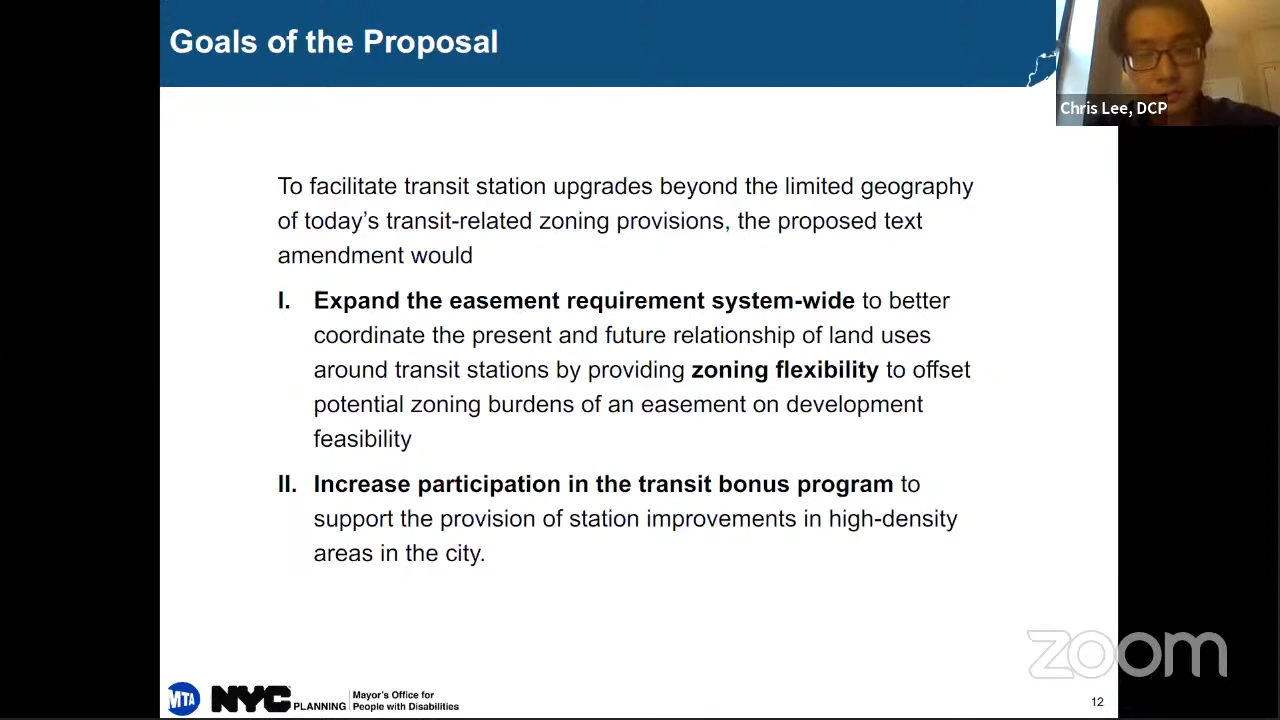 Goals of the Proposal
Chris Lee, DCP
To facilitate transit station upgrades beyond the limited geography
of today’s transit-related zoning provisions, the proposed text
amendment would
I. Expand the easement requirement system-wide to better
coordinate the present and future relationship of land uses
around transit stations by providing zoning flexibility to offset
potential zoning burdens of an easement on development
feasibility
II. Increase participation in the transit bonus program to
support the provision of station improvements in high-density
areas in the city.
zoom
MTA NYC PLANNING Mayor's Office for
People with Disabilities
12